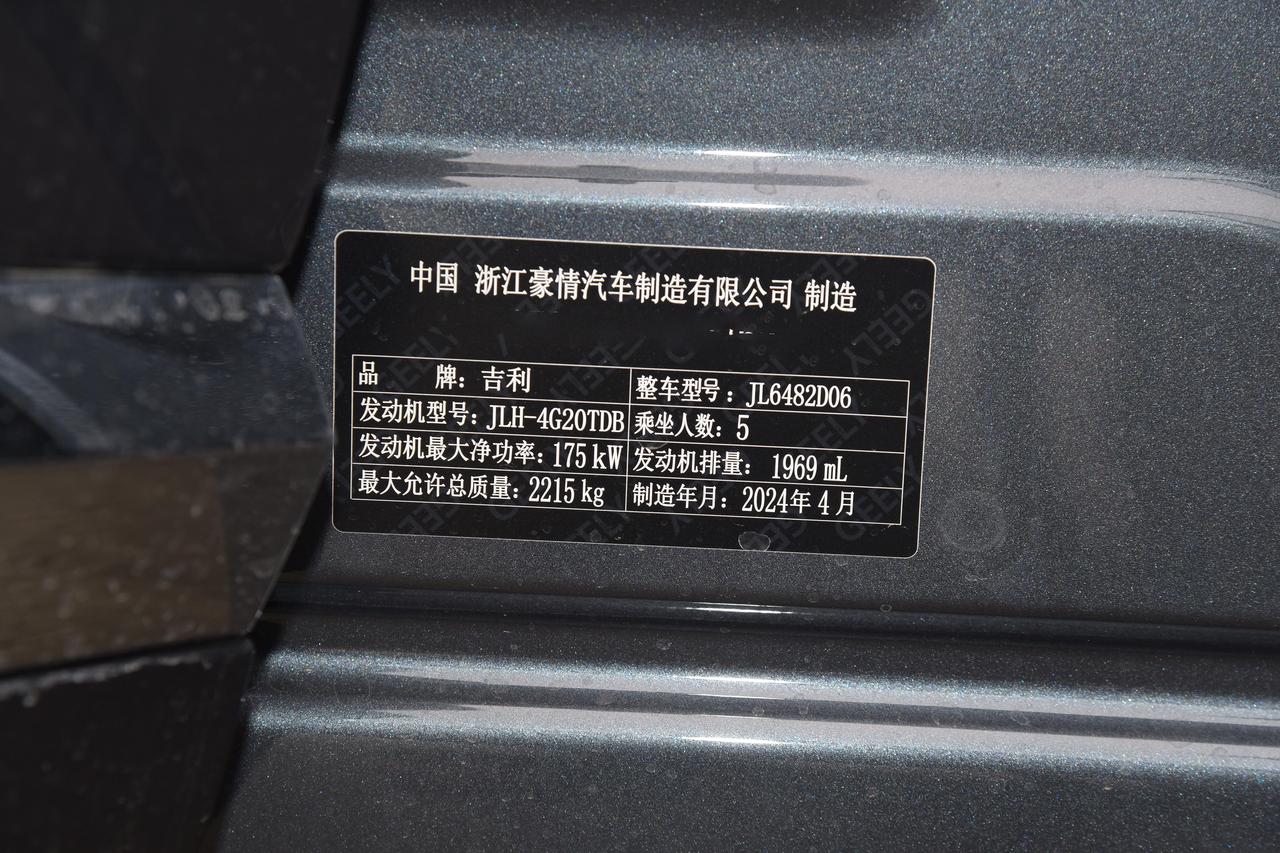 中国 浙江豪情汽车制造有限公司 制造
品 牌：吉利 整车型号：JL6482D06
发动机型号：JLH-4G20TDB 乘坐人数：5
发动机最大净功率：175 kW 发动机排量：1969 mL
最大允许总质量：2215 kg 制造年月：2024年 4 月